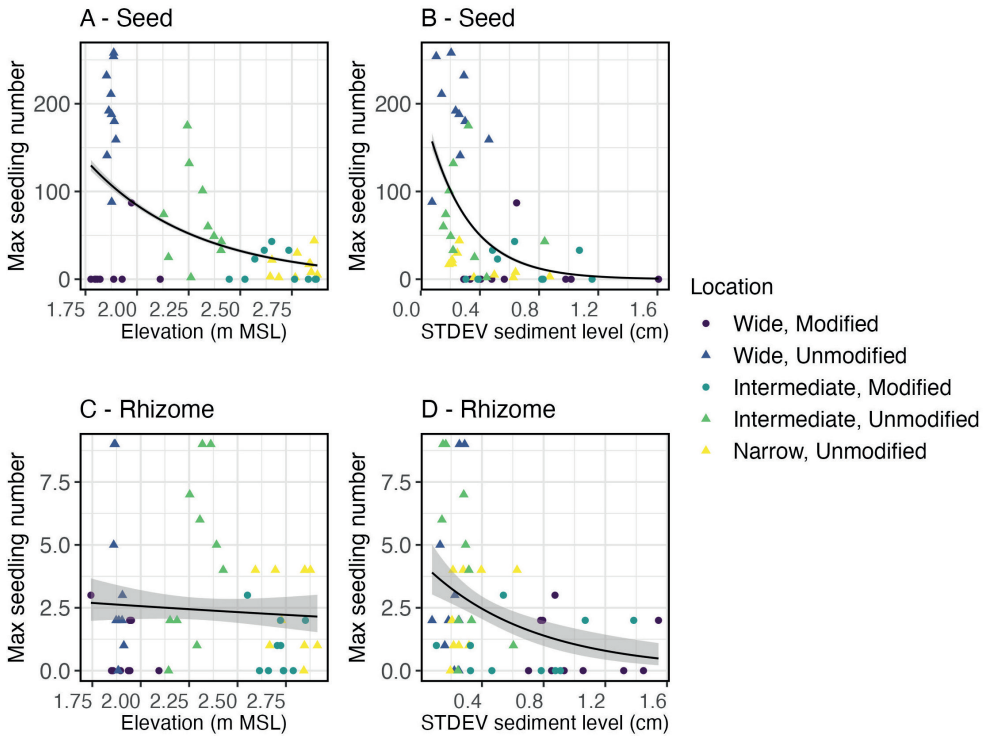 A - Seed
B - Seed
Max seedling number
200
100
0
1.75 2.00 2.25 2.50 2.75
Elevation (m MSL)
Max seedling number
200
100
0
0.0 0.4 0.8 1.2 1.6
STDEV sediment level (cm)
Location
Wide, Modified
Wide, Unmodified
Intermediate, Modified
Intermediate, Unmodified
Narrow, Unmodified
C - Rhizome
D - Rhizome
Max seedling number
7.5
5.0
2.5
0.0
1.75 2.00 2.25 2.50 2.75
Elevation (m MSL)
Max seedling number
7.5
5.0
2.5
0.0
0.4 0.8 1.2 1.6
STDEV sediment level (cm)